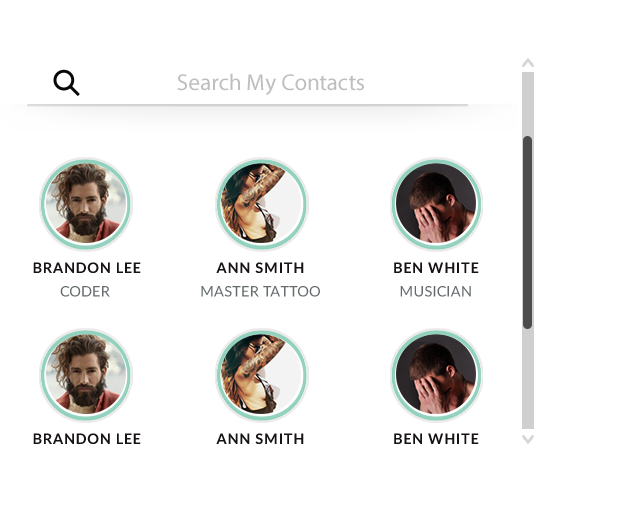 Search My Contacts
BRANDON LEE
ANN SMITH
BEN WHITE
CODER
MASTER TATTOO
MUSICIAN
BRANDON LEE
ANN SMITH
BEN WHITE